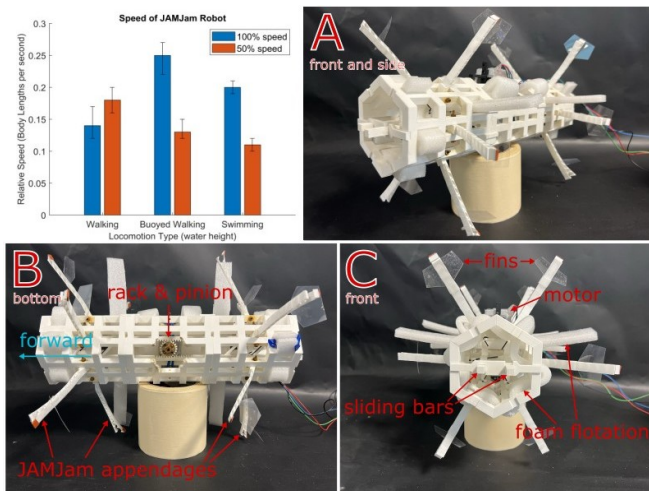 Speed of JAMJam Robot
Relative Speed (Body Lengths per second)
0.3
0.25
0.2
0.15
0.1
0.05
0
100% speed
50% speed
Walking
Buoyed Walking
Swimming
Locomotion Type (water height)
A
front and side
B
bottom
rack & pinion
forward
JAMJam appendages
C
front
fins
motor
sliding bars
foam flotation